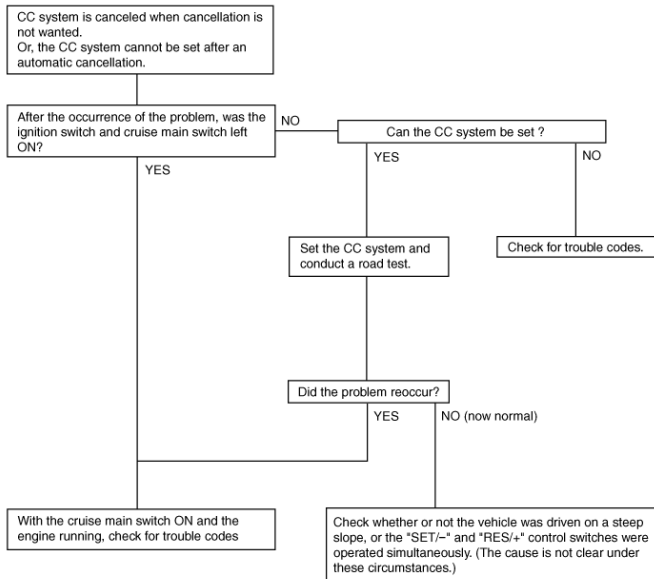 CC system is canceled when cancellation is
not wanted.
Or, the CC system cannot be set after an
automatic cancellation.
After the occurrence of the problem, was the
ignition switch and cruise main switch left
ON?
NO
Can the CC system be set ?
YES
YES
NO
Set the CC system and
conduct a road test.
Check for trouble codes.
Did the problem reoccur?
YES
NO (now normal)
With the cruise main switch ON and the
engine running, check for trouble codes
Check whether or not the vehicle was driven on a steep
slope, or the "SET/–" and "RES/+" control switches were
operated simultaneously. (The cause is not clear under
these circumstances.)